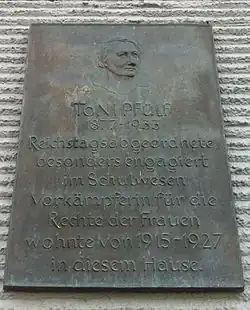 TONI PFÜLF
1877-1933
Reichstagsabgeordnete,
besonders engagiert
im Schulwesen
Vorkämpferin für die
Rechte der Frauen
wohnte von 1915-1927
in diesem Hause.